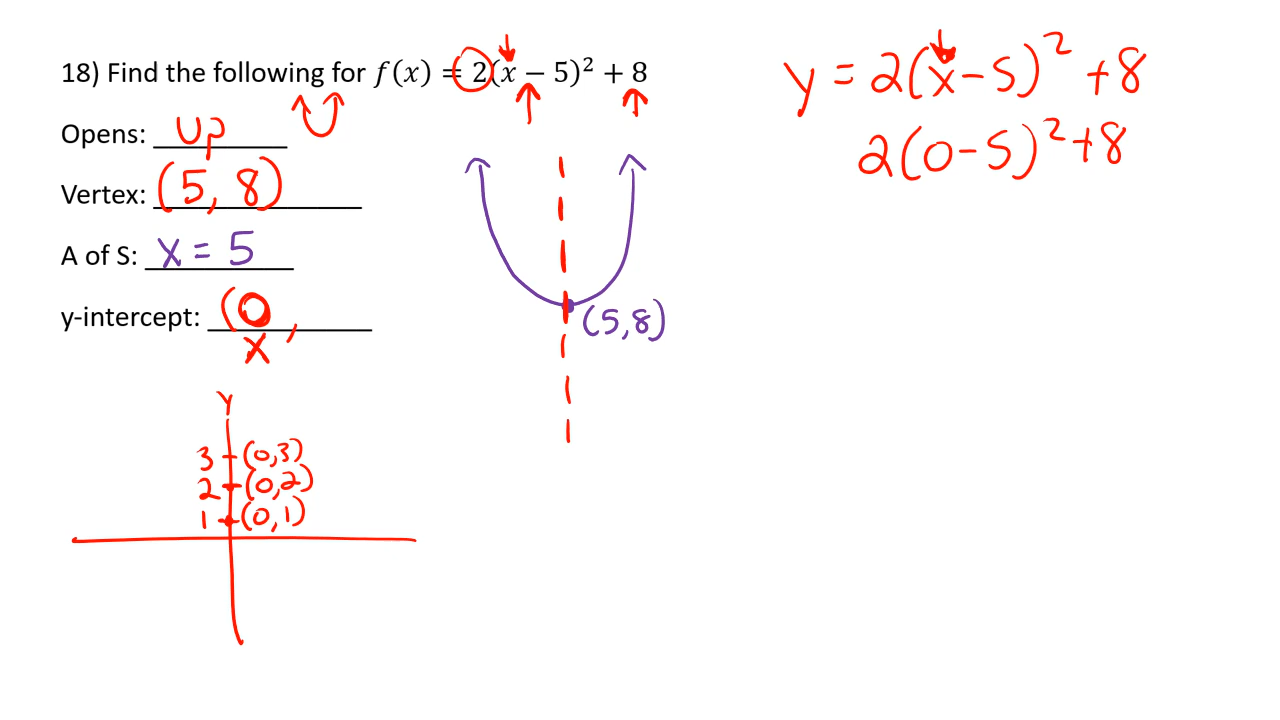 18) Find the following for f(x) = 2(x − 5)² + 8
Opens: Up
Vertex: (5, 8)
A of S: x = 5
y-intercept: (0,
x
y = 2(x-5)² +8
2(0-5)² +8
(5,8)
y
3 (0,3)
2 (0,2)
1 (0,1)